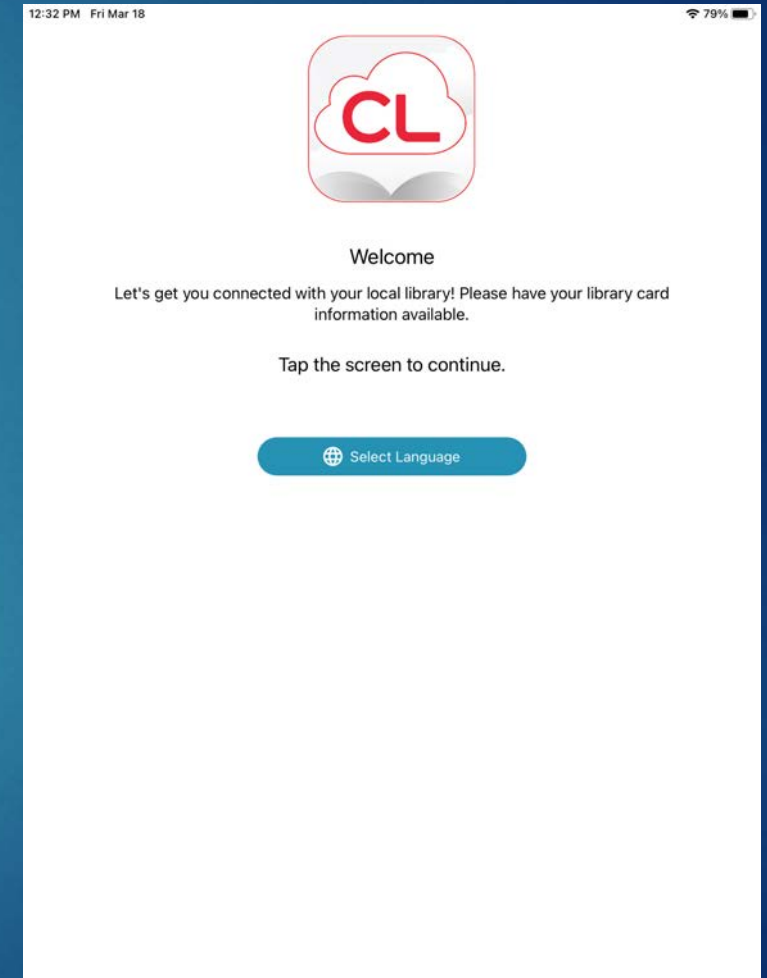 12:32 PM Fri Mar 18 79%
CL
Welcome
Let's get you connected with your local library! Please have your library card
information available.
Tap the screen to continue.
Select Language